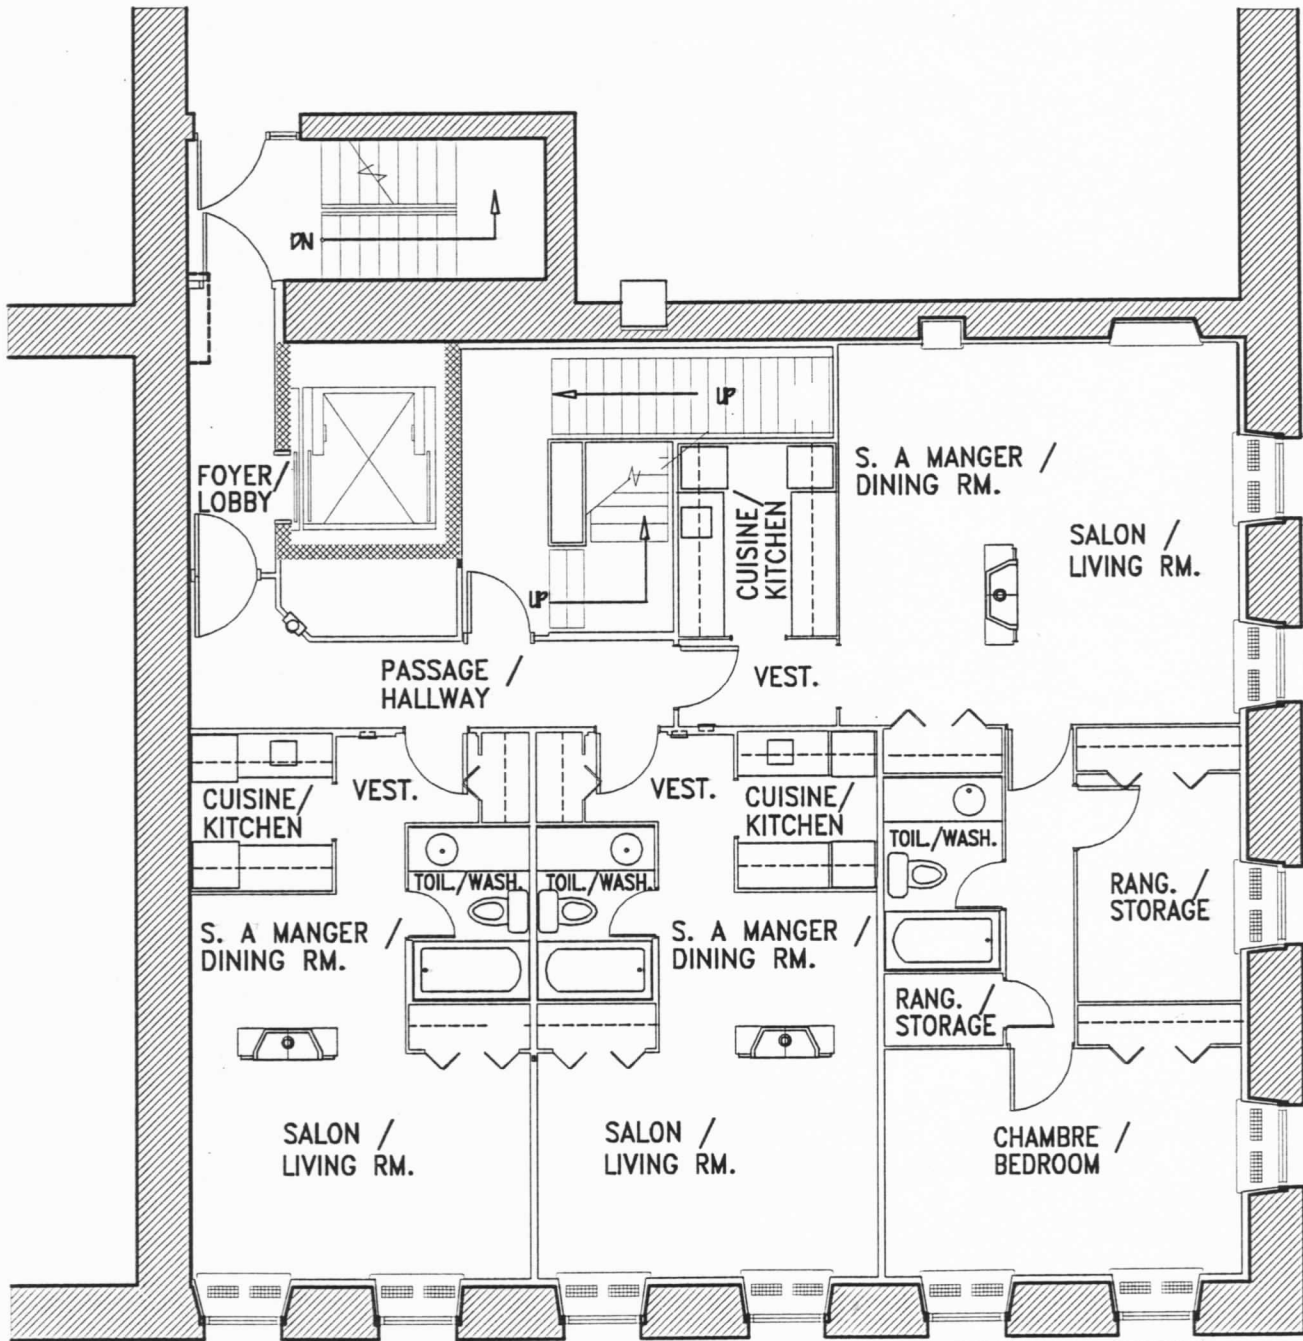 DN
UP
FOYER/
LOBBY
S. A MANGER /
DINING RM.
CUISINE/
KITCHEN
SALON /
LIVING RM.
UP
PASSAGE /
HALLWAY
VEST.
VEST.
VEST.
CUISINE/
KITCHEN
CUISINE/
KITCHEN
TOIL./WASH.
TOIL./WASH.
TOIL./WASH.
RANG. /
STORAGE
S. A MANGER /
DINING RM.
S. A MANGER /
DINING RM.
RANG. /
STORAGE
SALON /
LIVING RM.
SALON /
LIVING RM.
CHAMBRE /
BEDROOM